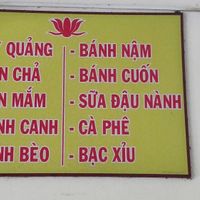 QUẢNG - BÁNH NẬM
CHẢ - BÁNH CUỐN
MẮM - SỮA ĐẬU NÀNH
CANH - CÀ PHÊ
BÈO - BẠC XỈU